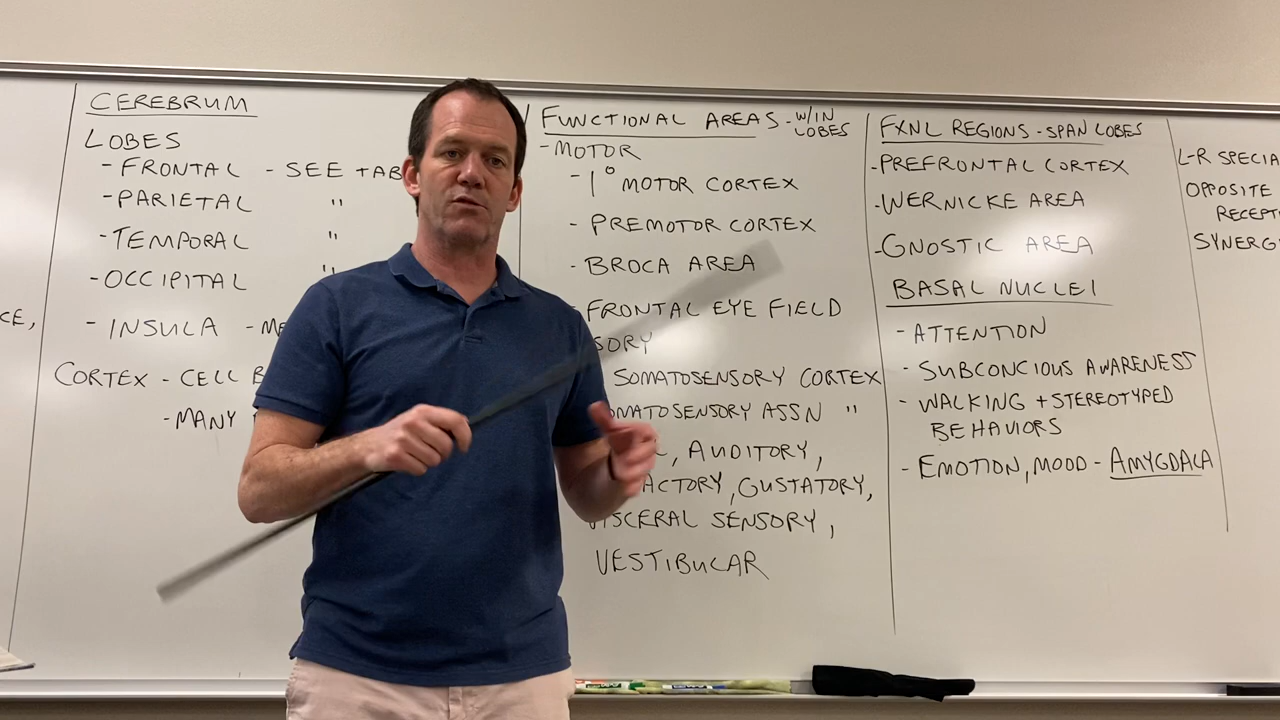 CE,
CEREBRUM
LOBES
- FRONTAL - SEE TAB
- PARIETAL "
- TEMPORAL "
- OCCIPITAL "
- INSULA - ME
CORTEX - CELL B
- MANY
FUNCTIONAL AREAS - W/IN LOBES
- MOTOR
- 1° MOTOR CORTEX
- PREMOTOR CORTEX
- BROCA AREA
FRONTAL EYE FIELD
SORY
SOMATOSENSORY CORTEX
OMATOSENSORY ASSN "
, AUDITORY,
ACTORY, GUSTATORY,
VISCERAL SENSORY,
VESTIBULAR
FXNL REGIONS - SPAN LOBES
- PREFRONTAL CORTEX
- WERNICKE AREA
- GNOSTIC AREA
BASAL NUCLEI
- ATTENTION
- SUBCONCIOUS AWARENESS
- WALKING + STEREOTYPED
BEHAVIORS
- EMOTION, MOOD - AMYGDALA
L-R SPECIA
OPPOSITE
RECEPT
SYNERG